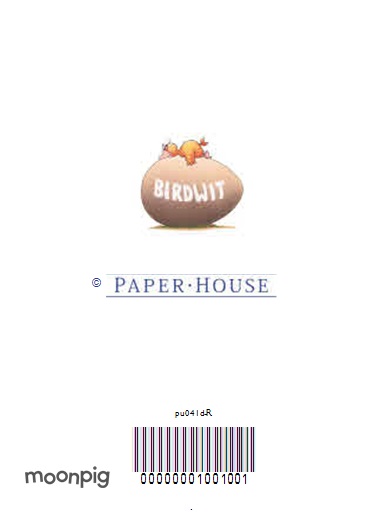 BIRDWIT
© PAPER·HOUSE
pu041d-R
moonpig
00000001001001